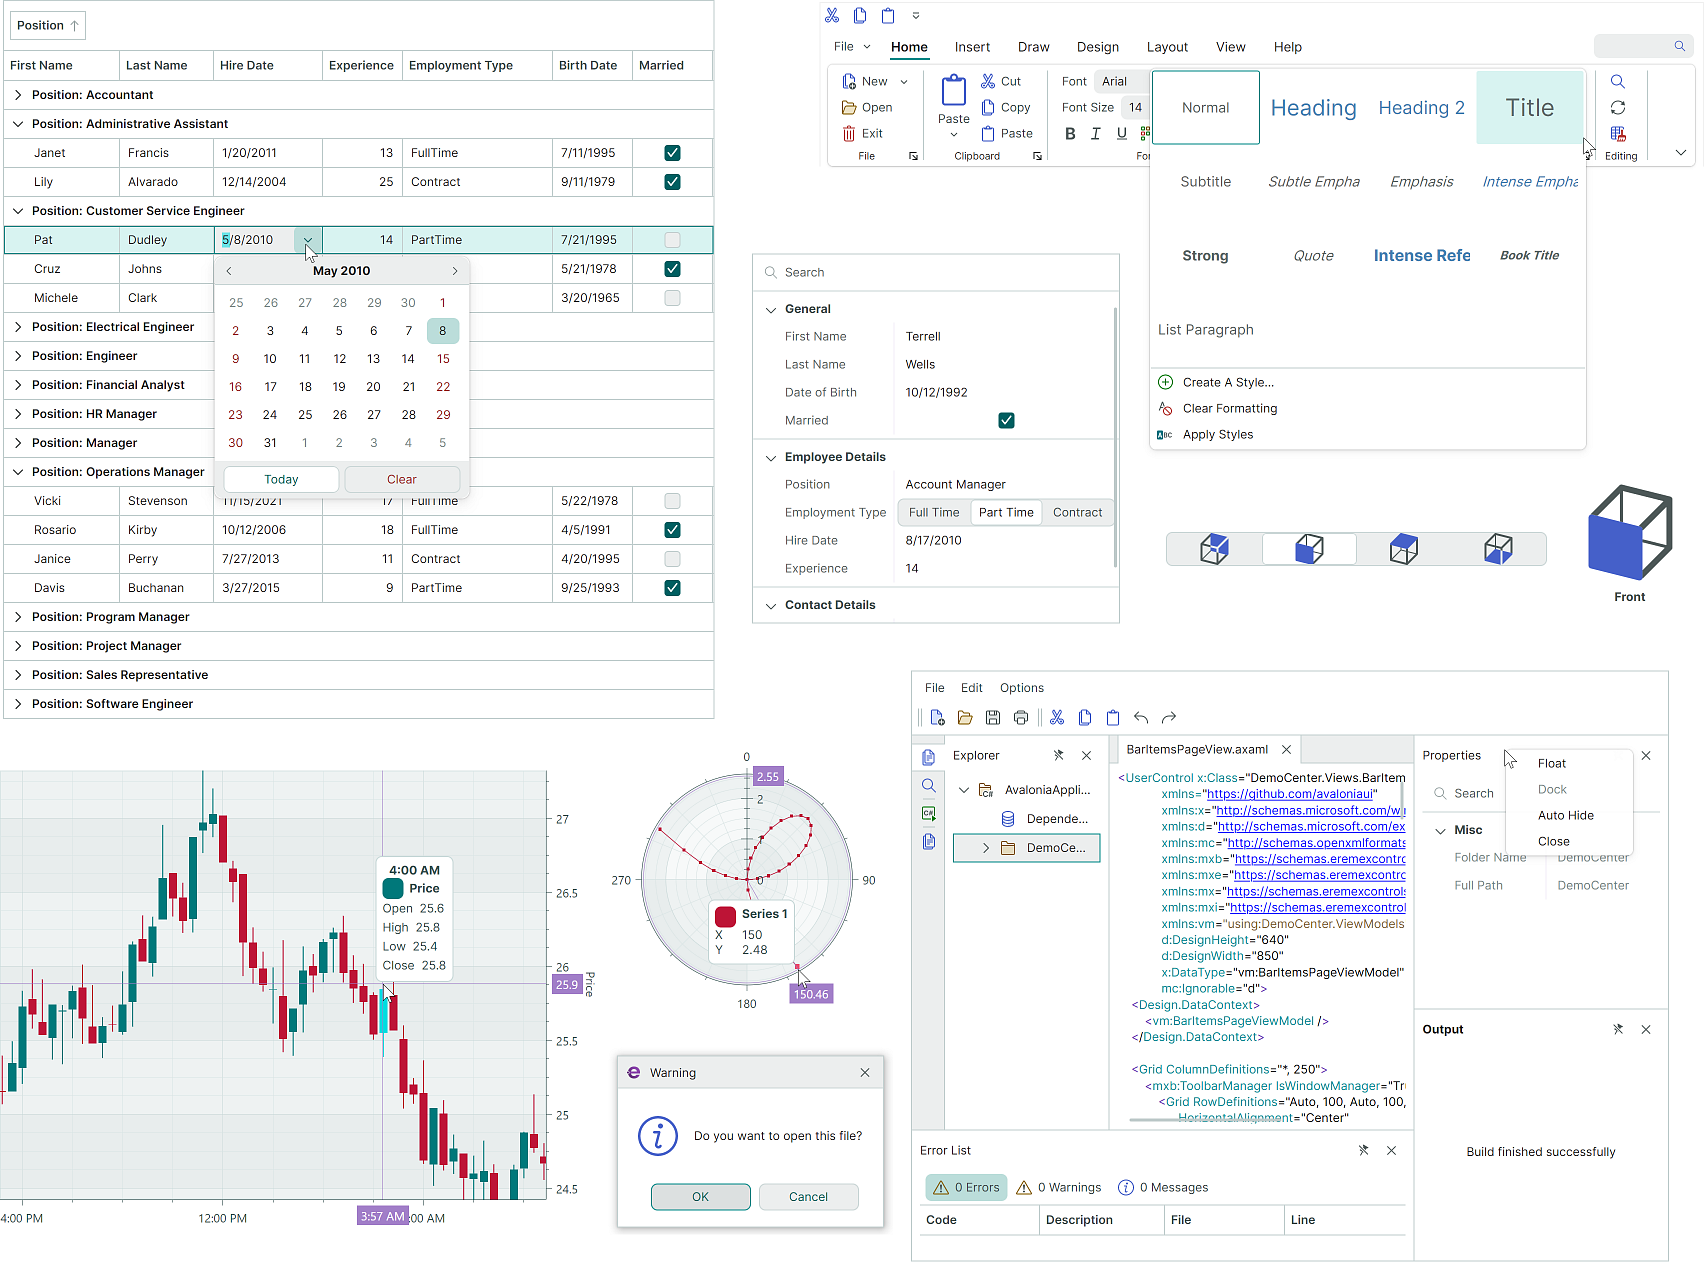 Position
First Name Last Name Hire Date Experience Employment Type Birth Date Married
Position: Accountant
Position: Administrative Assistant
Janet Francis 1/20/2011 13 FullTime 7/11/1995
Lily Alvarado 12/14/2004 25 Contract 9/11/1979
Position: Customer Service Engineer
Pat Dudley 5/8/2010 14 PartTime 7/21/1995
Cruz Johns 5/21/1978
Michele Clark 3/20/1965
Position: Electrical Engineer
Position: Engineer
Position: Financial Analyst
Position: HR Manager
Position: Manager
Position: Operations Manager
Vicki Stevenson 11/15/2021 17 FullTime 5/22/1978
Rosario Kirby 10/12/2006 18 FullTime 4/5/1991
Janice Perry 7/27/2013 11 Contract 4/20/1995
Davis Buchanan 3/27/2015 9 PartTime 9/25/1993
Position: Program Manager
Position: Project Manager
Position: Sales Representative
Position: Software Engineer
May 2010
25 26 27 28 29 30 1
2 3 4 5 6 7 8
9 10 11 12 13 14 15
16 17 18 19 20 21 22
23 24 25 26 27 28 29
30 31 1 2 3 4 5
Today Clear
File Home Insert Draw Design Layout View Help
New
Open
Exit
File
Paste
Cut
Copy
Paste
Clipboard
Font Arial
Font Size 14
B I U
For
Normal Heading Heading 2 Title
Subtitle Subtle Empha Emphasis Intense Empha
Strong Quote Intense Refe Book Title
List Paragraph
Create A Style...
Clear Formatting
Apply Styles
Editing
Search
General
First Name Terrell
Last Name Wells
Date of Birth 10/12/1992
Married
Employee Details
Position Account Manager
Employment Type Full Time Part Time Contract
Hire Date 8/17/2010
Experience 14
Contact Details
Front
27
26.5
26
25.9
Price
25.5
25
24.5
4:00 AM
Price
Open 25.6
High 25.8
Low 25.4
Close 25.8
4:00 PM 12:00 PM 3:57 AM :00 AM
0
2.55
2
1
0
270 90
180
Series 1
X 150
Y 2.48
150.46
Warning
Do you want to open this file?
OK Cancel
File Edit Options
Explorer
AvaloniaAppli...
Depende...
DemoCe...
BarItemsPageView.axaml
<UserControl x:Class="DemoCenter.Views.BarItem
xmlns="https://github.com/avaloniaui"
xmlns:x="http://schemas.microsoft.com/wi
xmlns:d="http://schemas.microsoft.com/ex
xmlns:mc="http://schemas.openxmlformats
xmlns:mxb="https://schemas.eremexcontro
xmlns:mxe="https://schemas.eremexcontro
xmlns:mx="https://schemas.eremexcontrols
xmlns:mxi="https://schemas.eremexcontrol
xmlns:vm="using:DemoCenter.ViewModels
d:DesignHeight="640"
d:DesignWidth="850"
x:DataType="vm:BarItemsPageViewModel"
mc:Ignorable="d">
<Design.DataContext>
<vm:BarItemsPageViewModel />
</Design.DataContext>
<Grid ColumnDefinitions="*, 250">
<mxb:ToolbarManager IsWindowManager="Tr
<Grid RowDefinitions="Auto, 100, Auto, 100,
HorizontalAlignment="Center"
Properties
Search
Misc
Folder Name DemoCenter
Full Path DemoCenter
Float
Dock
Auto Hide
Close
Output
Build finished successfully
Error List
0 Errors 0 Warnings 0 Messages
Code Description File Line